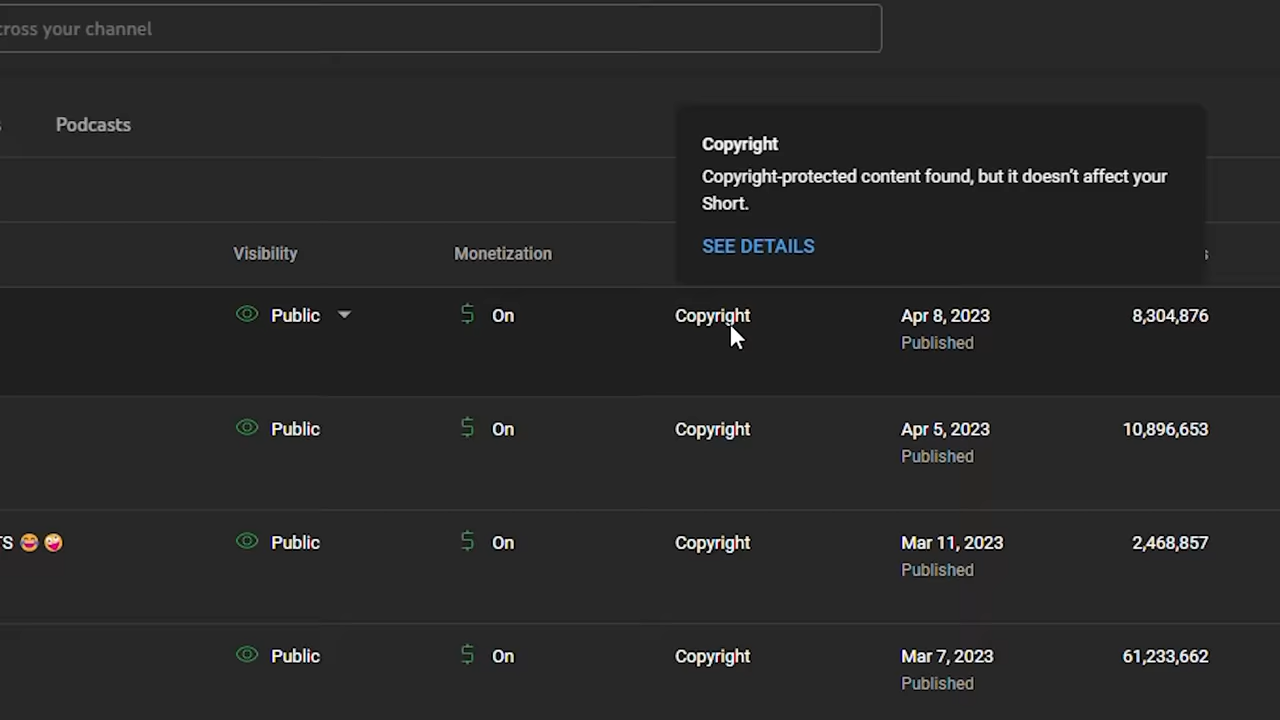 cross your channel
Podcasts
Copyright
Copyright-protected content found, but it doesn't affect your
Short.
SEE DETAILS
Visibility
Monetization
s
Public
$ On
Copyright
Apr 8, 2023
8,304,876
Published
Public
$ On
Copyright
Apr 5, 2023
10,896,653
Published
TS 😂🤪
Public
$ On
Copyright
Mar 11, 2023
2,468,857
Published
Public
$ On
Copyright
Mar 7, 2023
61,233,662
Published